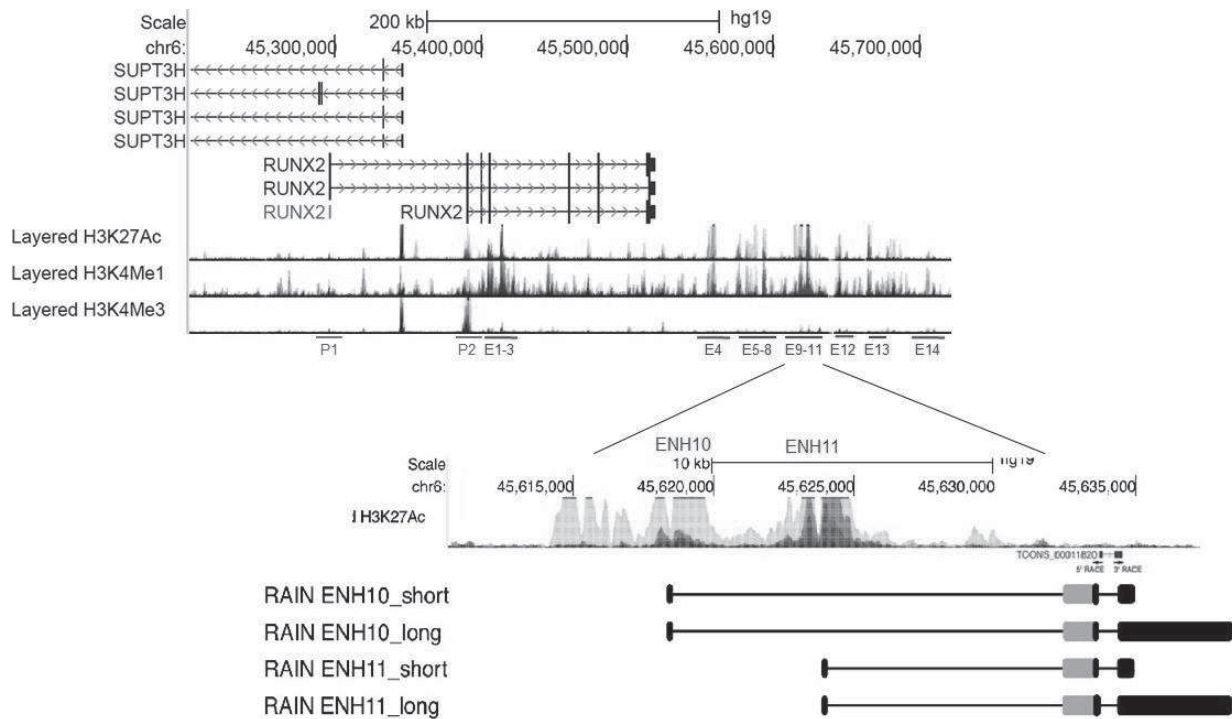 Scale 200 kb hg19
chr6: 45,300,000 45,400,000 45,500,000 45,600,000 45,700,000
SUPT3H
SUPT3H
SUPT3H
SUPT3H
RUNX2
RUNX2
RUNX2 RUNX2
Layered H3K27Ac
Layered H3K4Me1
Layered H3K4Me3
P1 P2 E1-3 E4 E5-8 E9-11 E12 E13 E14
ENH10 ENH11
Scale 10 kb hg19
chr6: 45,615,000 45,620,000 45,625,000 45,630,000 45,635,000
H3K27Ac
TCONS_00011820
5' RACE 3' RACE
RAIN ENH10_short
RAIN ENH10_long
RAIN ENH11_short
RAIN ENH11_long